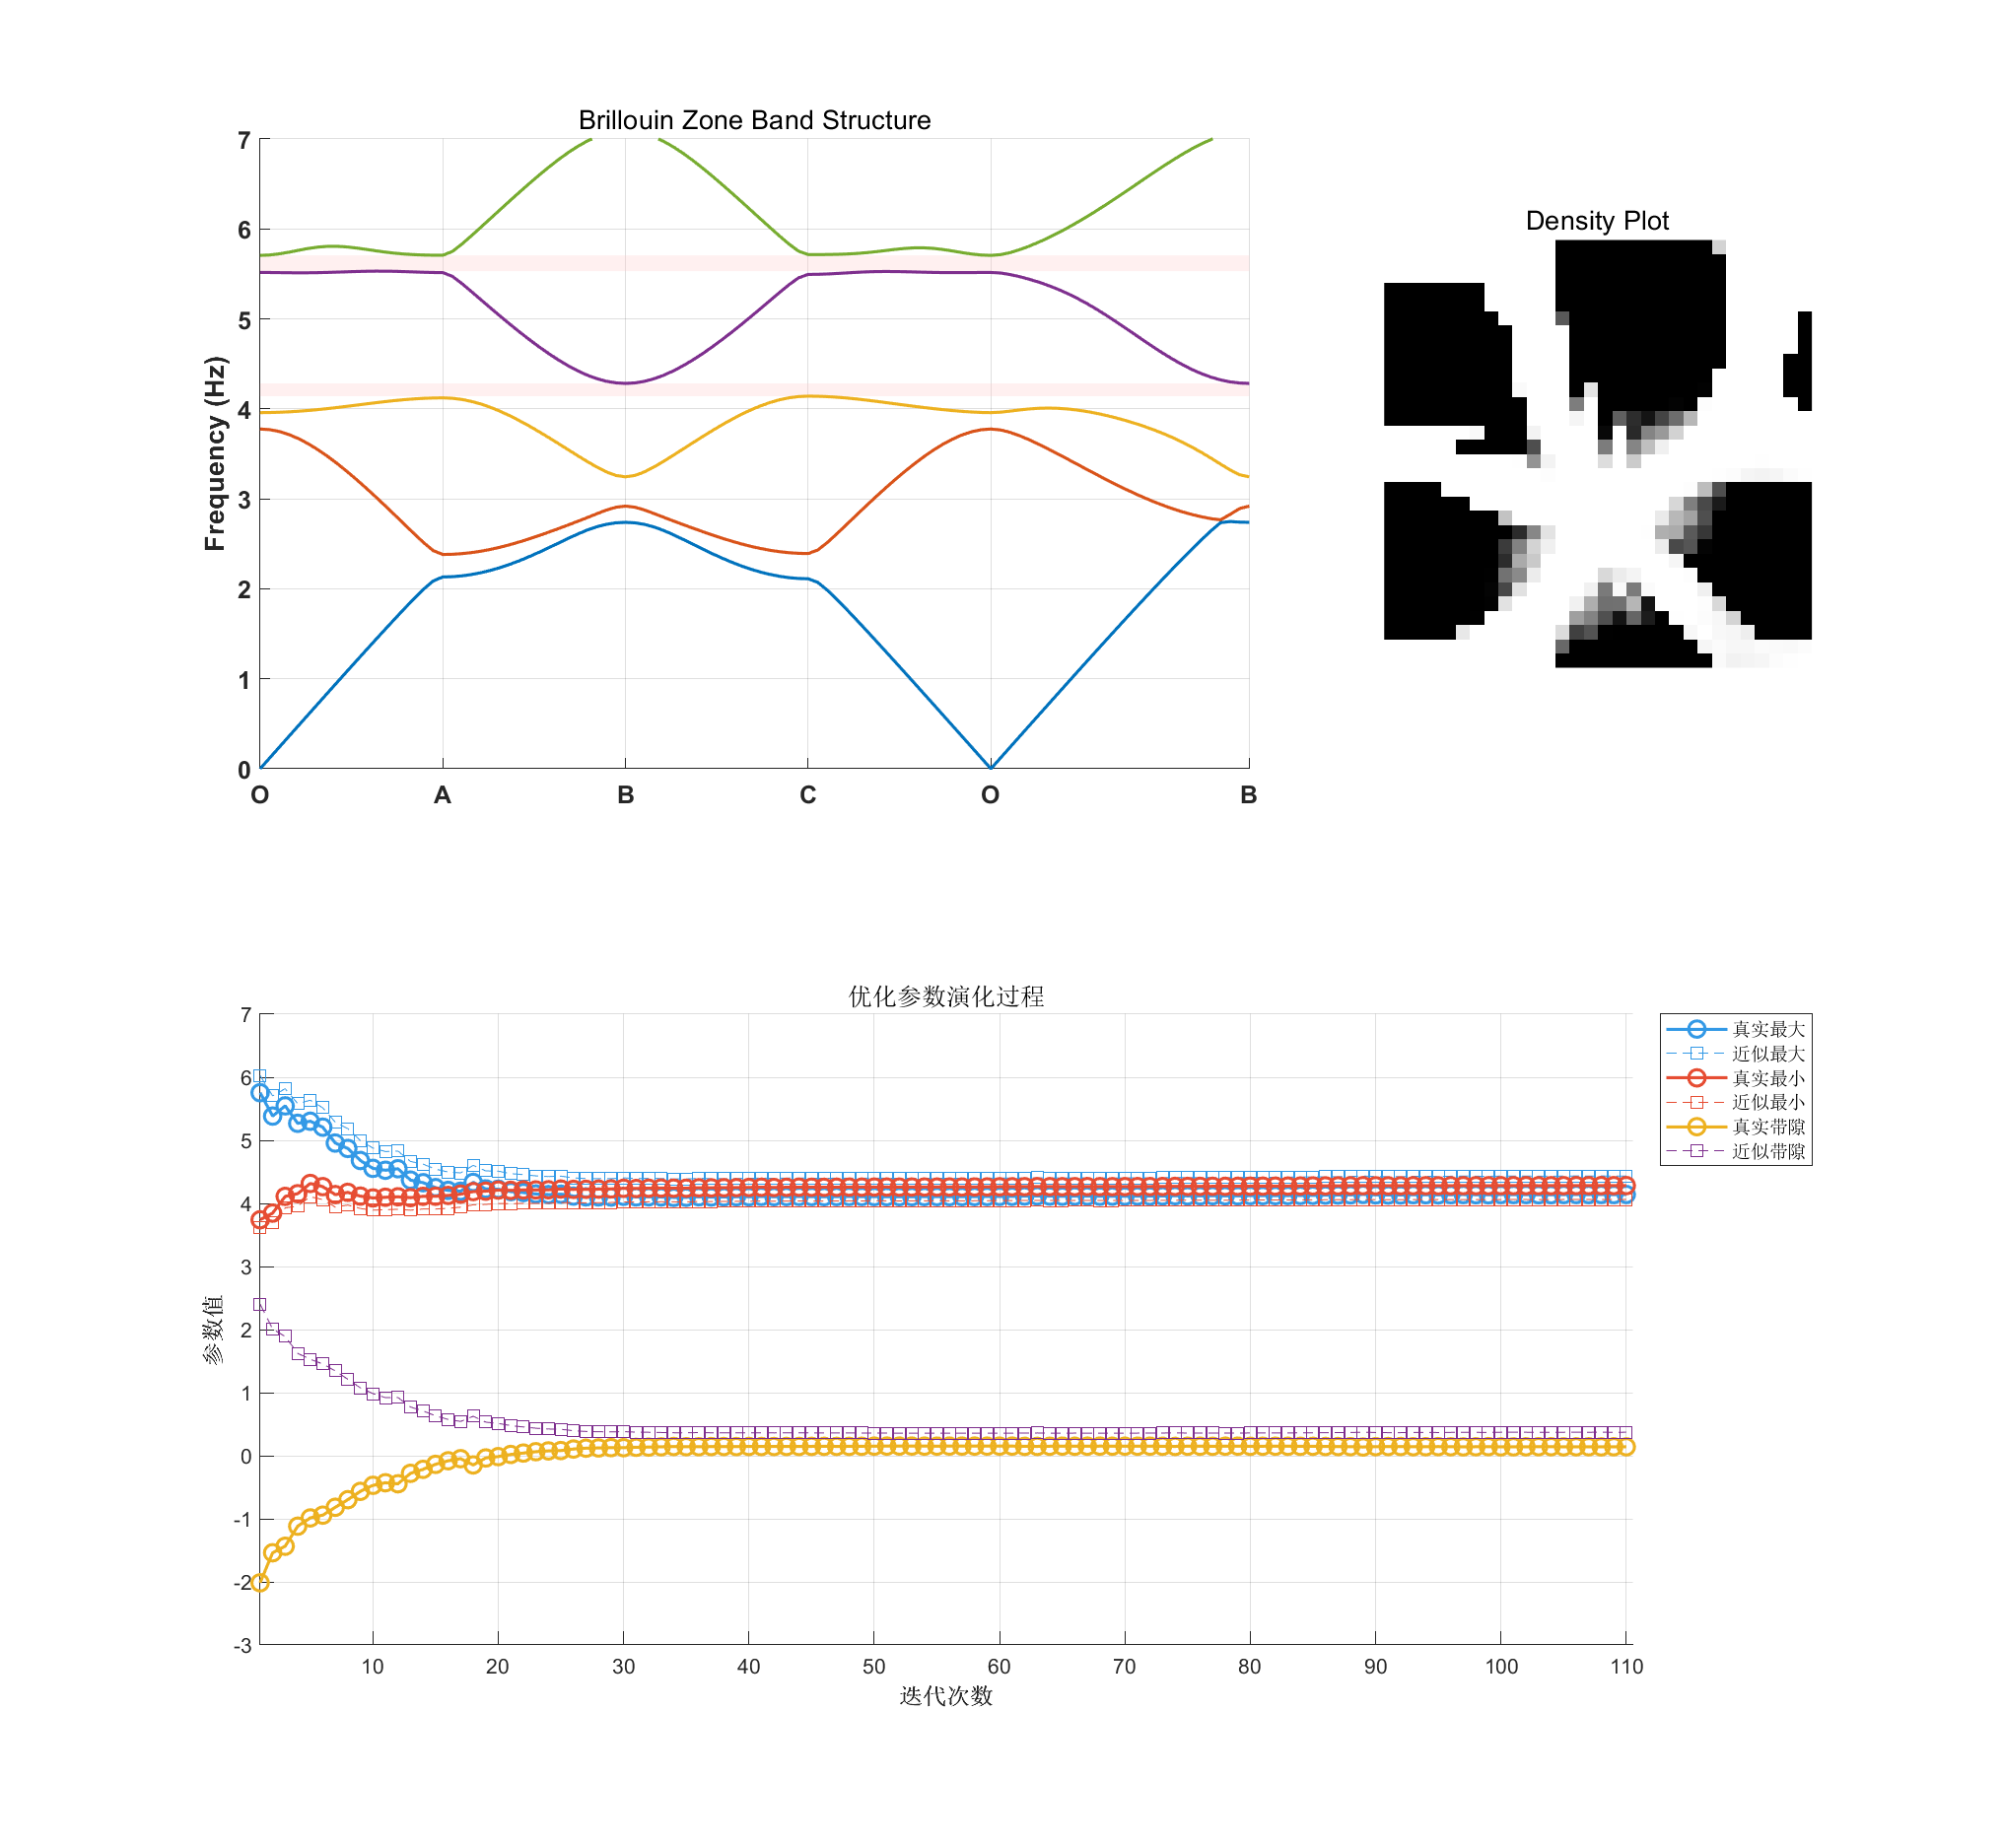 Brillouin Zone Band Structure
7
6
5
4
3
2
1
0
Frequency (Hz)
O A B C O B
Density Plot
优化参数演化过程
7
6
5
4
3
2
1
0
-1
-2
-3
参数值
10 20 30 40 50 60 70 80 90 100 110
迭代次数
真实最大
近似最大
真实最小
近似最小
真实带隙
近似带隙